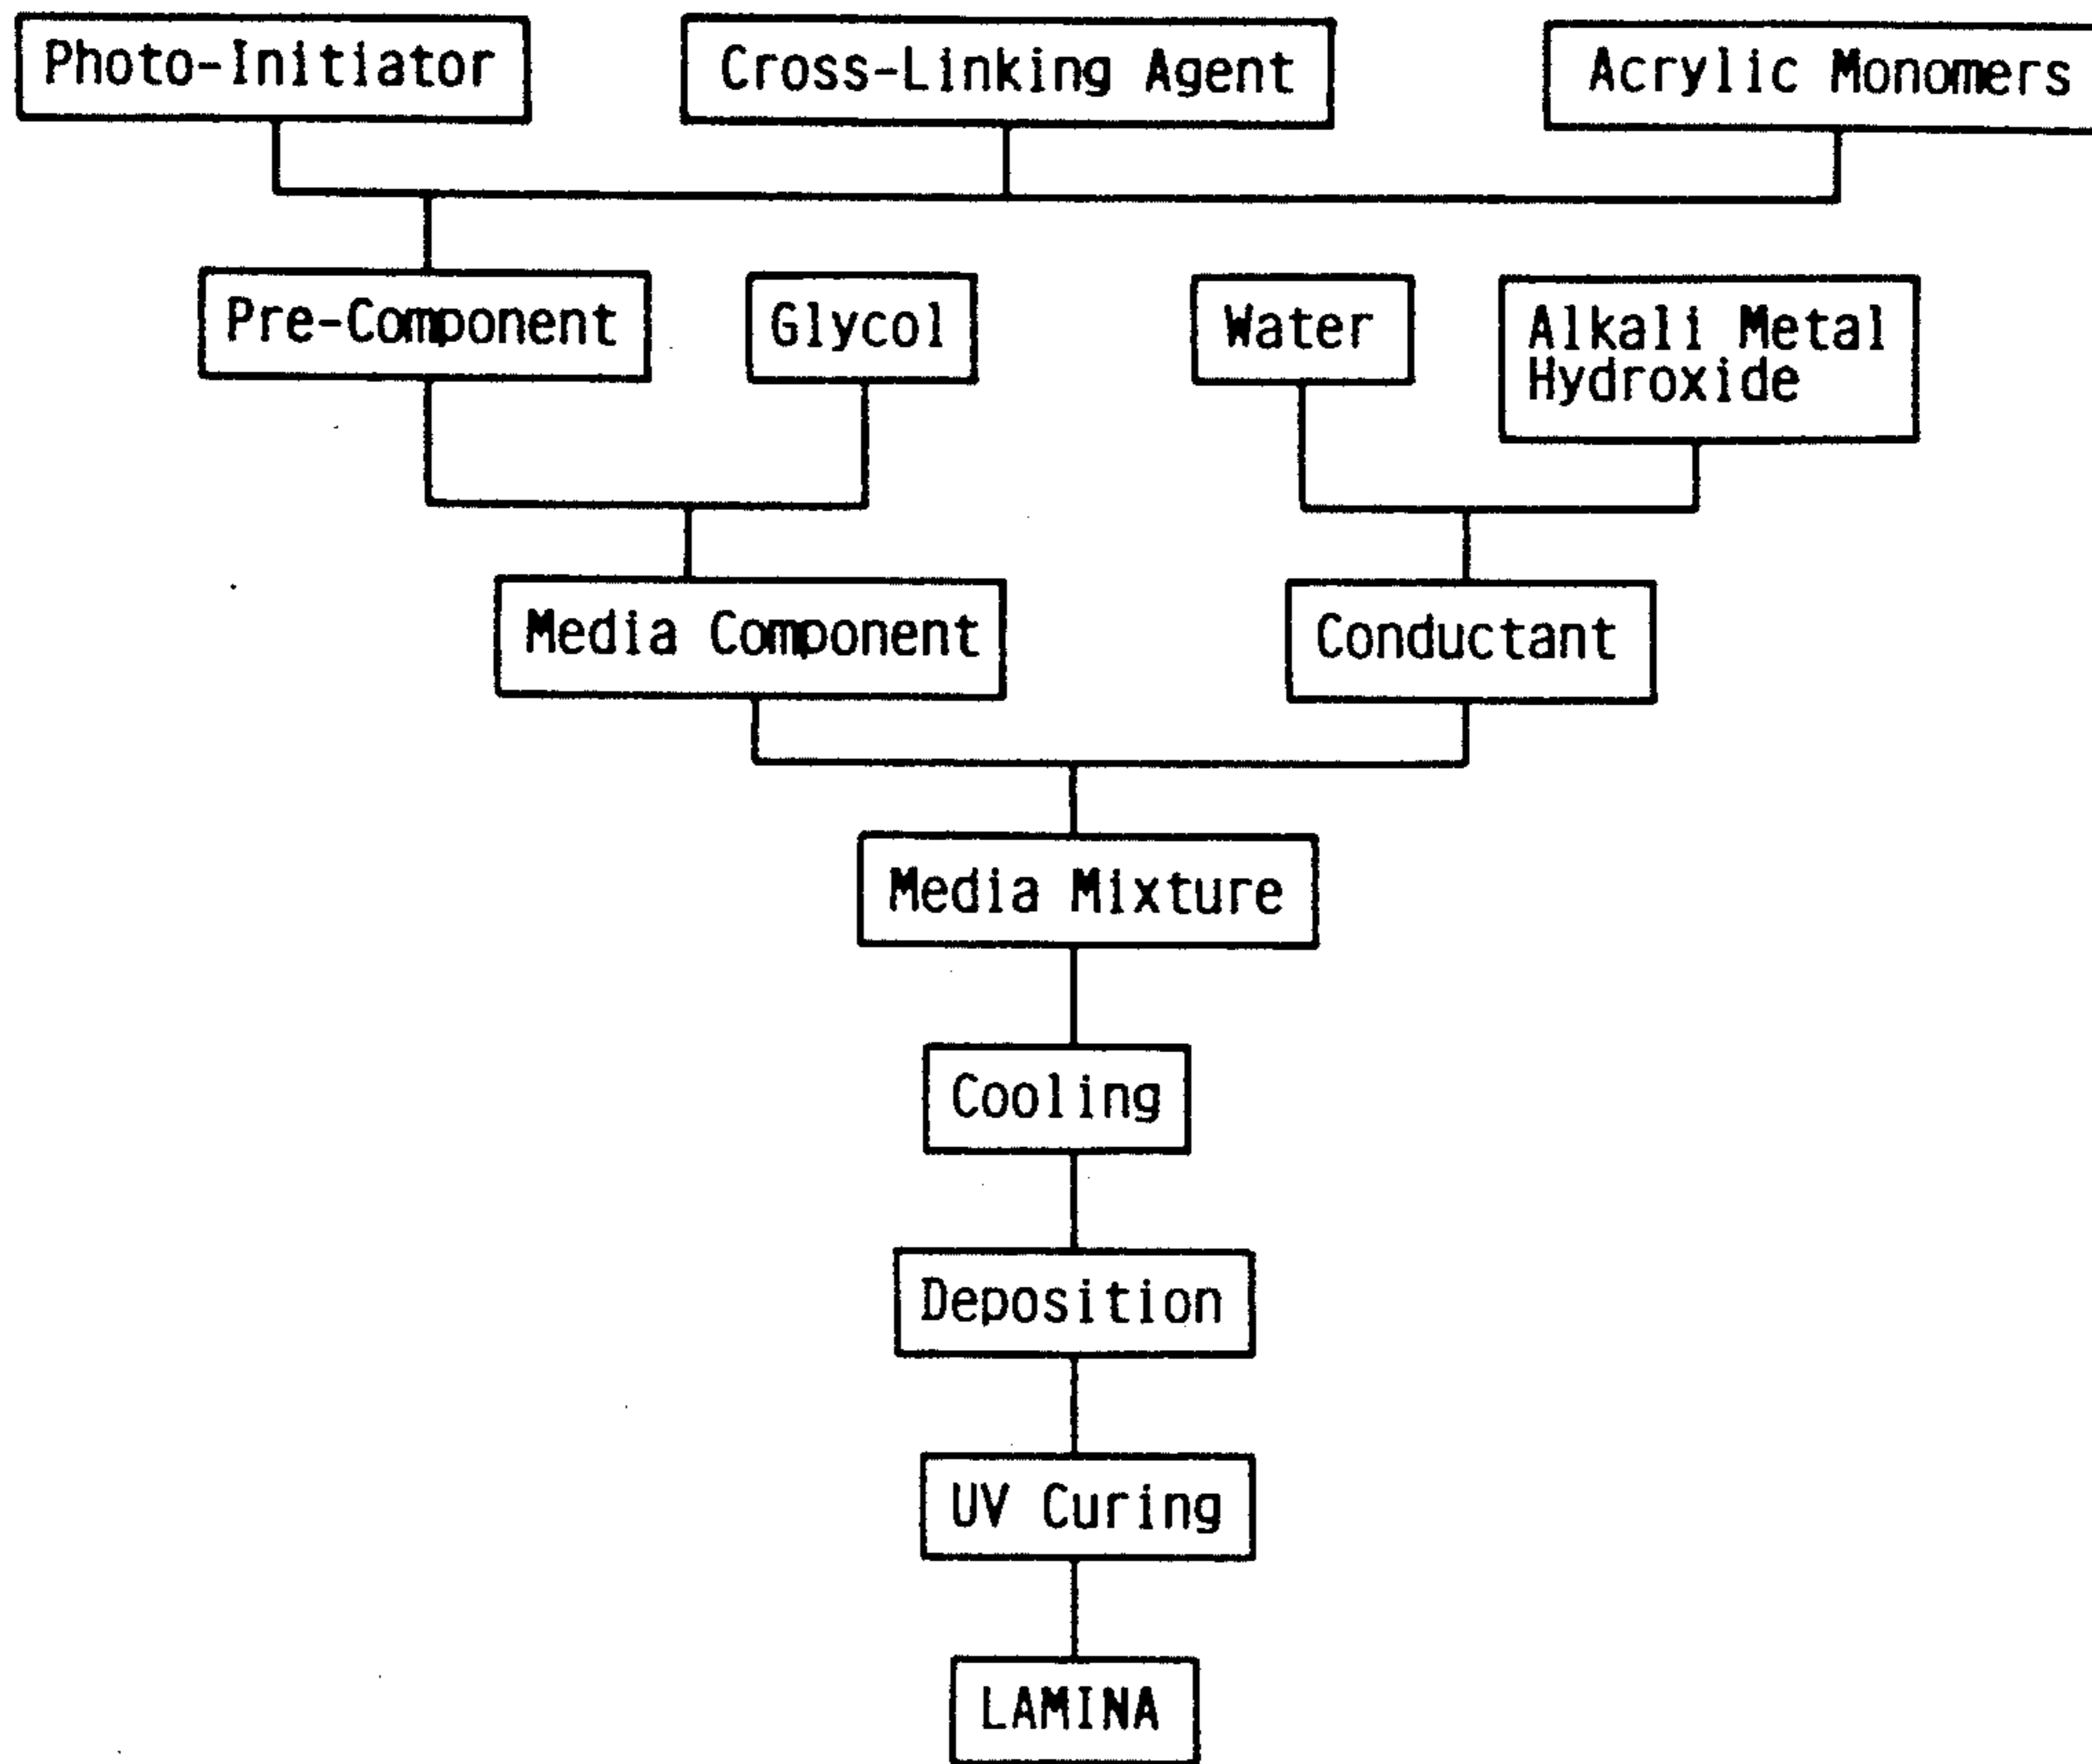 Photo-Initiator
Cross-Linking Agent
Acrylic Monomers
Pre-Component
Glycol
Water
Alkali Metal
Hydroxide
Media Component
Conductant
Media Mixture
Cooling
Deposition
UV Curing
LAMINA